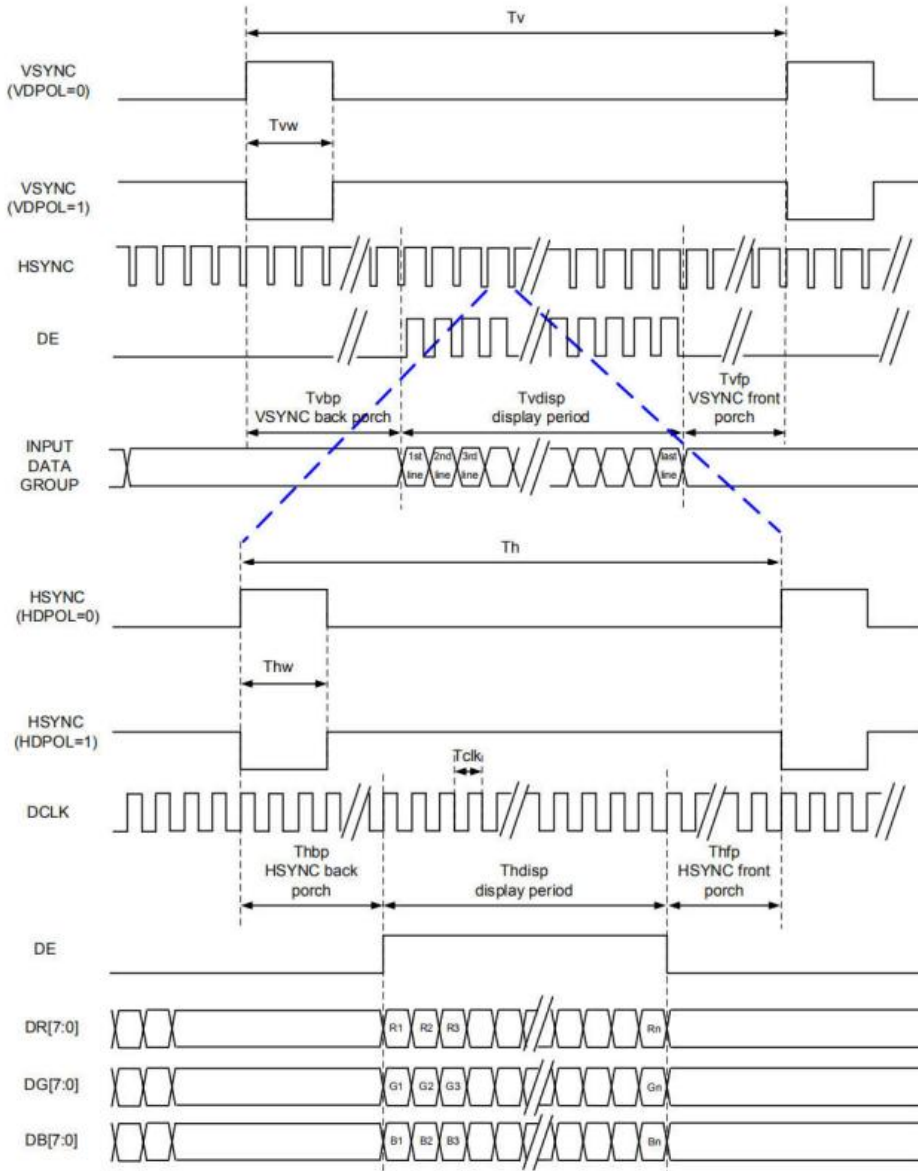 Tv
VSYNC
(VDPOL=0)
Tvw
VSYNC
(VDPOL=1)
HSYNC
DE
Tvbp
VSYNC back porch
Tvdisp
display period
Tvfp
VSYNC front
porch
INPUT
DATA
GROUP
1st
line
2nd
line
3rd
line
last
line
Th
HSYNC
(HDPOL=0)
Thw
HSYNC
(HDPOL=1)
Tclk
DCLK
Thbp
HSYNC back
porch
Thdisp
display period
Thfp
HSYNC front
porch
DE
DR[7:0]
R1 R2 R3 Rn
DG[7:0]
G1 G2 G3 Gn
DB[7:0]
B1 B2 B3 Bn